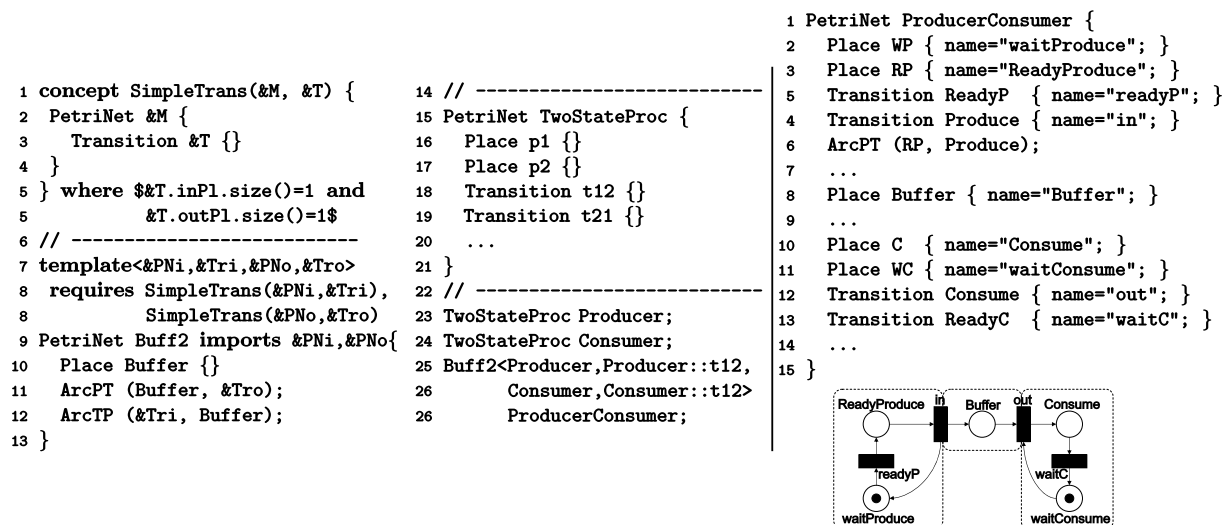 1 concept SimpleTrans(&M, &T) {
2 PetriNet &M {
3 Transition &T {}
4 }
5 } where $&T.inPl.size()=1 and
5 &T.outPl.size()=1$
6 // ---------------------------
7 template<&PNi,&Tri,&PNo,&Tro>
8 requires SimpleTrans(&PNi,&Tri),
8 SimpleTrans(&PNo,&Tro)
9 PetriNet Buff2 imports &PNi,&PNo{
10 Place Buffer {}
11 ArcPT (Buffer, &Tro);
12 ArcTP (&Tri, Buffer);
13 }
14 // ---------------------------
15 PetriNet TwoStateProc {
16 Place p1 {}
17 Place p2 {}
18 Transition t12 {}
19 Transition t21 {}
20 ...
21 }
22 // ---------------------------
23 TwoStateProc Producer;
24 TwoStateProc Consumer;
25 Buff2<Producer,Producer::t12,
26 Consumer,Consumer::t12>
26 ProducerConsumer;
1 PetriNet ProducerConsumer {
2 Place WP { name="waitProduce"; }
3 Place RP { name="ReadyProduce"; }
5 Transition ReadyP { name="readyP"; }
4 Transition Produce { name="in"; }
6 ArcPT (RP, Produce);
7 ...
8 Place Buffer { name="Buffer"; }
9 ...
10 Place C { name="Consume"; }
11 Place WC { name="waitConsume"; }
12 Transition Consume { name="out"; }
13 Transition ReadyC { name="waitC"; }
14 ...
15 }
ReadyProduce in Buffer out Consume
readyP waitC
waitProduce waitConsume